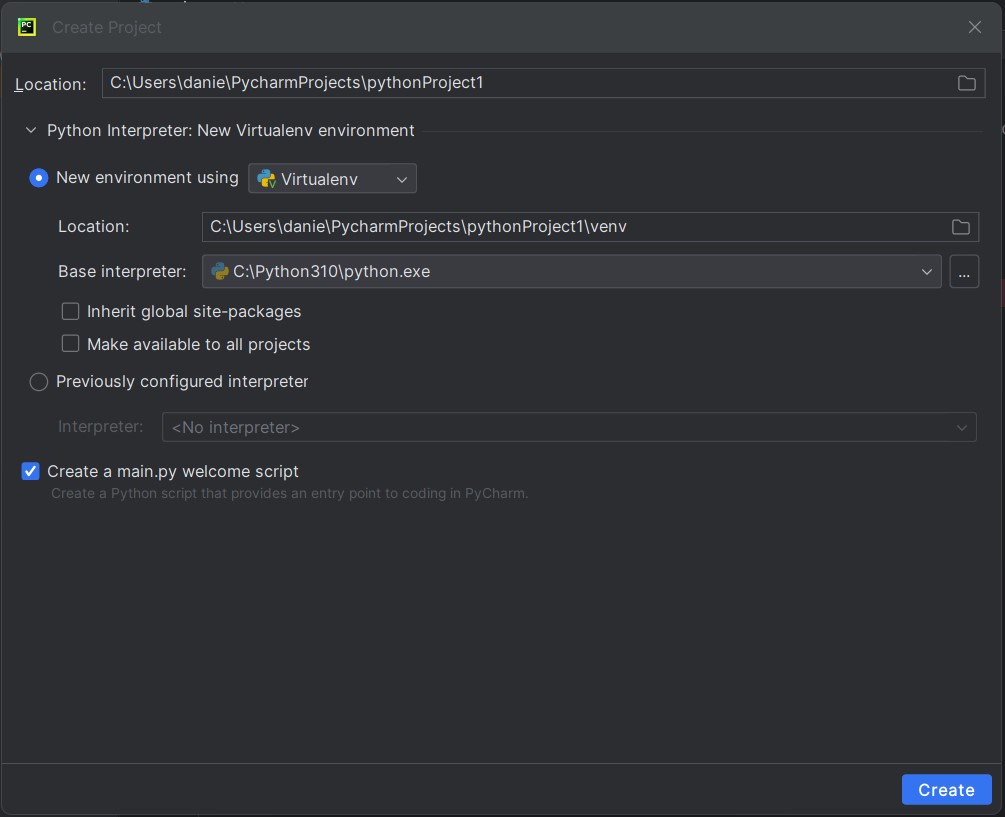 PC
Create Project
Location: C:\Users\danie\PycharmProjects\pythonProject1
Python Interpreter: New Virtualenv environment
New environment using Virtualenv
Location: C:\Users\danie\PycharmProjects\pythonProject1\venv
Base interpreter: C:\Python310\python.exe ...
Inherit global site-packages
Make available to all projects
Previously configured interpreter
Interpreter: <No interpreter>
Create a main.py welcome script
Create a Python script that provides an entry point to coding in PyCharm.
Create